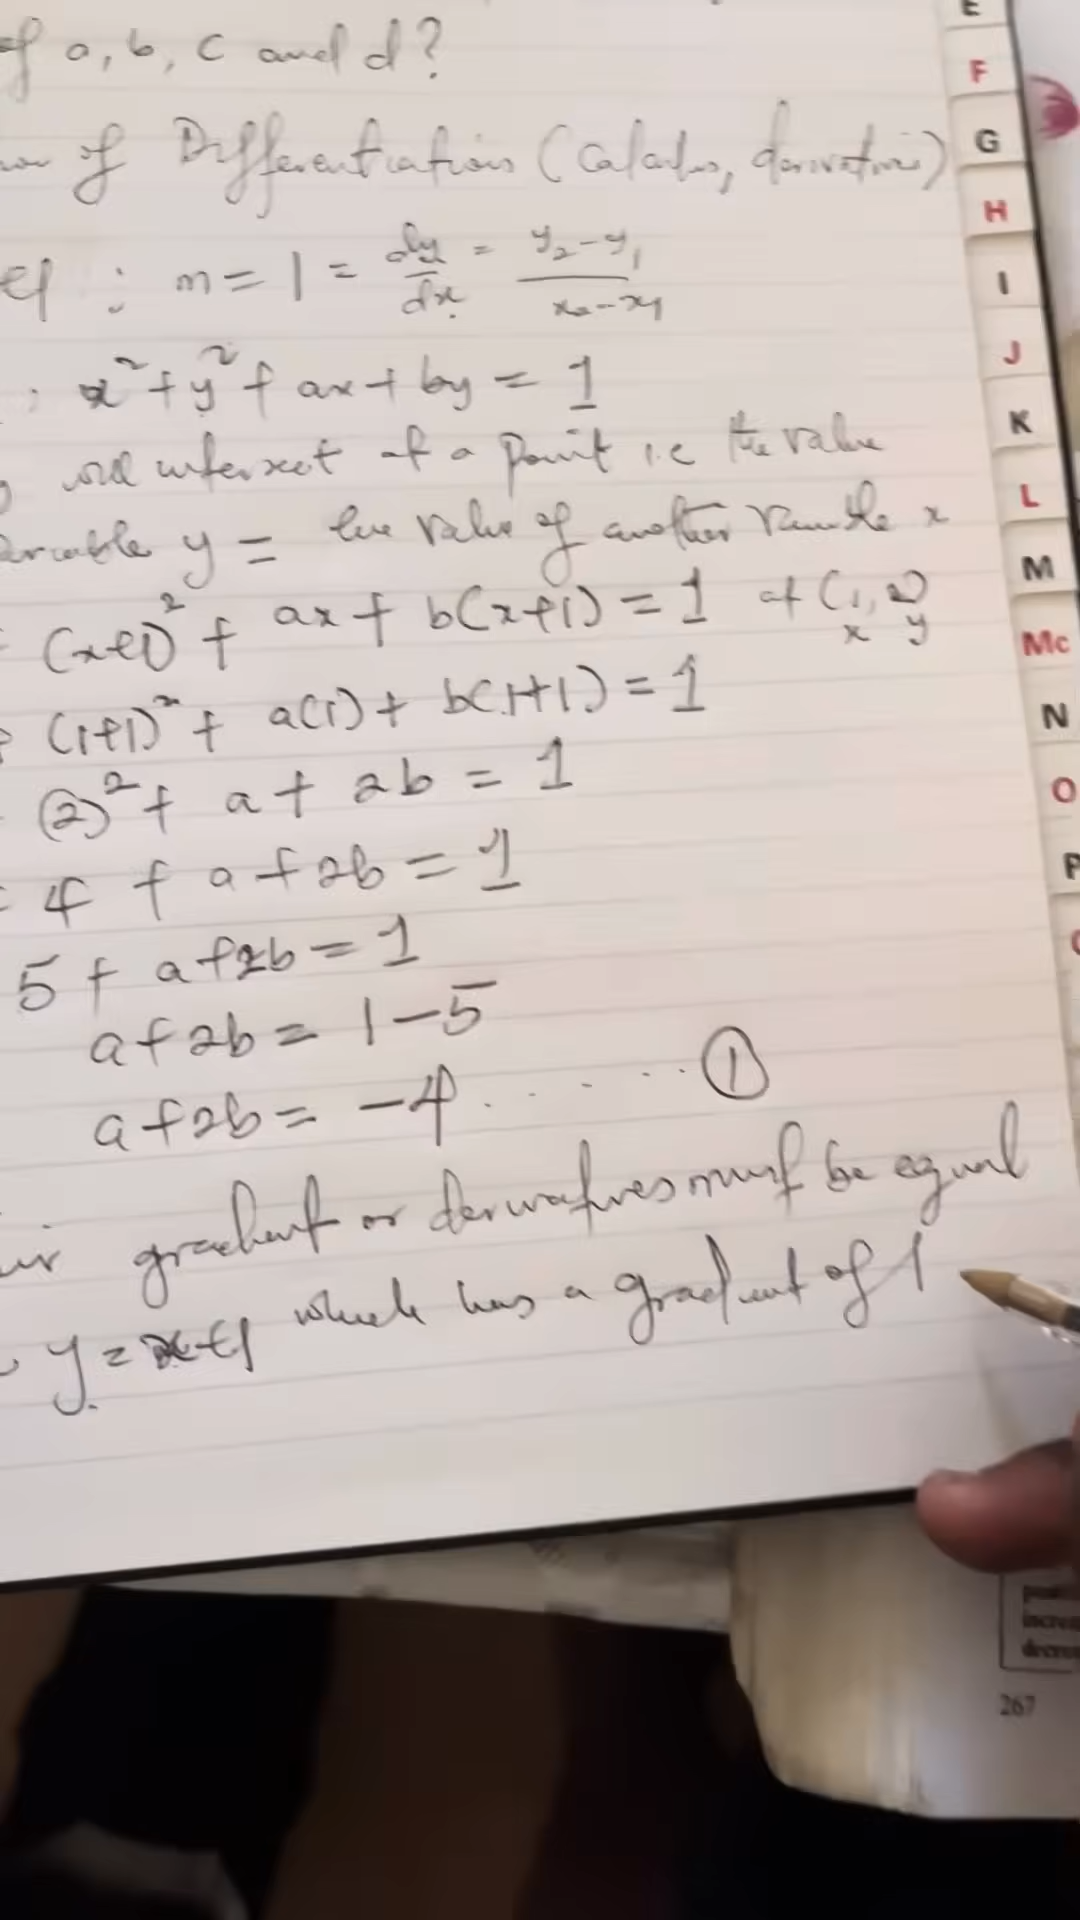 of a, b, c and d?
of Differentiation (Calculus, derivative)
: m = 1 = dy/dx = y₂-y₁/x₂-x₁
: x² + y² + ax + by = 1
will intersect at a point i.e the value
variable y = the value of another variable x
(x+1)² + ax + b(x+1) = 1 at (1, 2)
x y
(1+1)² + a(1) + b(1+1) = 1
(2)² + a + 2b = 1
= 4 + a + 2b = 1
5 + a + 2b = 1
a + 2b = 1 - 5
a + 2b = -4 . . . . . ①
gradient or derivatives must be equal
y = x+1 which has a gradient of 1
E
F
G
H
I
J
K
L
M
Mc
N
O
P
267